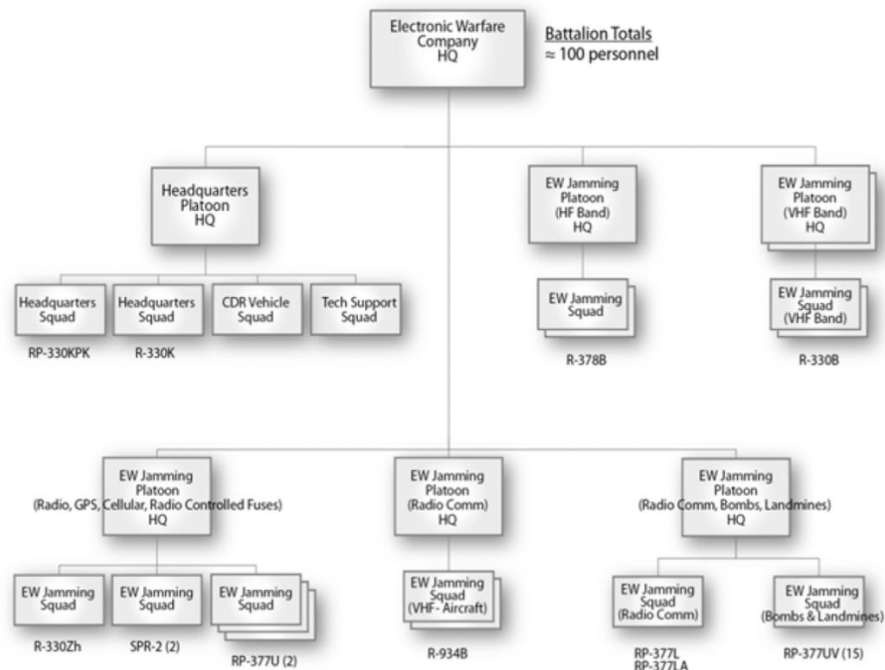 Electronic Warfare
Company
HQ
Battalion Totals
≈ 100 personnel
Headquarters
Platoon
HQ
EW Jamming
Platoon
(HF Band)
HQ
EW Jamming
Platoon
(VHF Band)
HQ
Headquarters
Squad
Headquarters
Squad
CDR Vehicle
Squad
Tech Support
Squad
EW Jamming
Squad
EW Jamming
Squad
(VHF Band)
RP-330KPK
R-330K
R-378B
R-330B
EW Jamming
Platoon
(Radio, GPS, Cellular, Radio Controlled Fuses)
HQ
EW Jamming
Platoon
(Radio Comm)
HQ
EW Jamming
Platoon
(Radio Comm, Bombs, Landmines)
HQ
EW Jamming
Squad
EW Jamming
Squad
EW Jamming
Squad
EW Jamming
Squad
(VHF- Aircraft)
EW Jamming
Squad
(Radio Comm)
EW Jamming
Squad
(Bombs & Landmines)
R-330Zh
SPR-2 (2)
RP-377U (2)
R-934B
RP-377L
RP-377LA
RP-377UV (15)